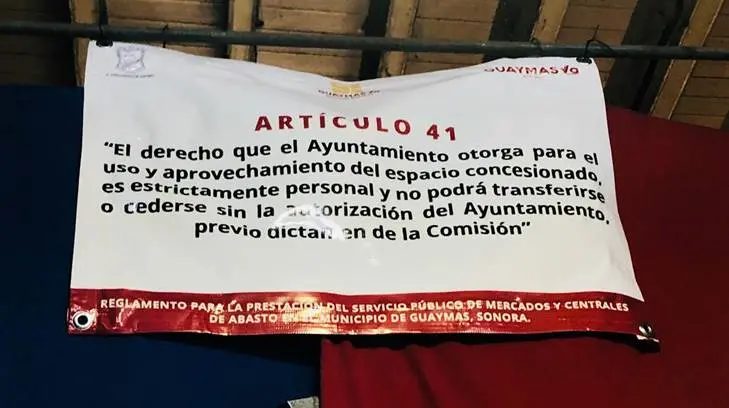 GUAYMAS
ARTÍCULO 41
"El derecho que el Ayuntamiento otorga para el
uso y aprovechamiento del espacio concesionado,
es estrictamente personal y no podrá transferirse
o cederse sin la autorización del Ayuntamiento,
previo dictamen de la Comisión"
REGLAMENTO PARA LA PRESTACIÓN DEL SERVICIO PÚBLICO DE MERCADOS Y CENTRALES
DE ABASTO EN EL MUNICIPIO DE GUAYMAS, SONORA.